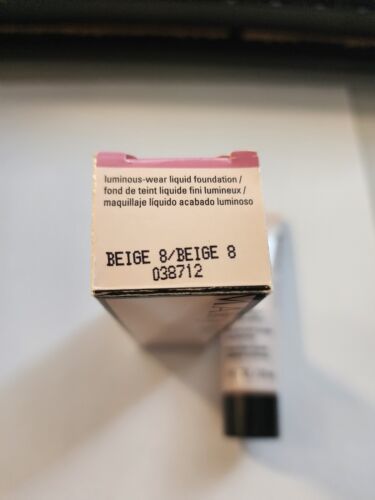 luminous-wear liquid foundation /
fond de teint liquide fini lumineux /
maquillaje líquido acabado luminoso
BEIGE 8/BEIGE 8
038712